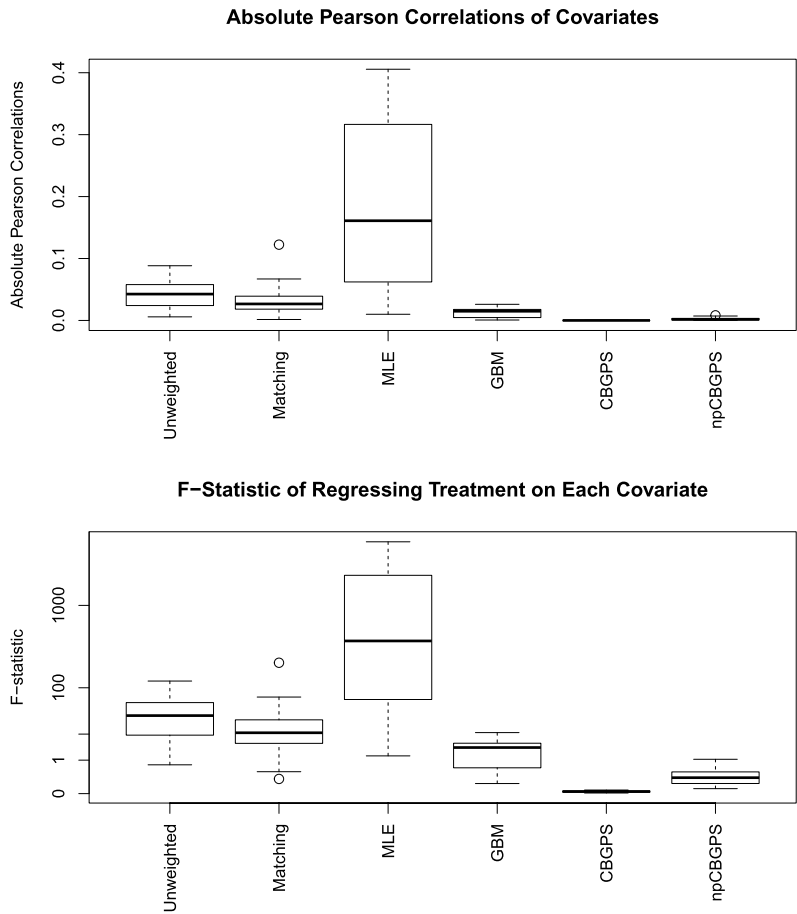 Absolute Pearson Correlations of Covariates
Absolute Pearson Correlations
0.4
0.3
0.2
0.1
0.0
Unweighted
Matching
MLE
GBM
CBGPS
npCBGPS
F−Statistic of Regressing Treatment on Each Covariate
F−statistic
1000
100
1
0
Unweighted
Matching
MLE
GBM
CBGPS
npCBGPS